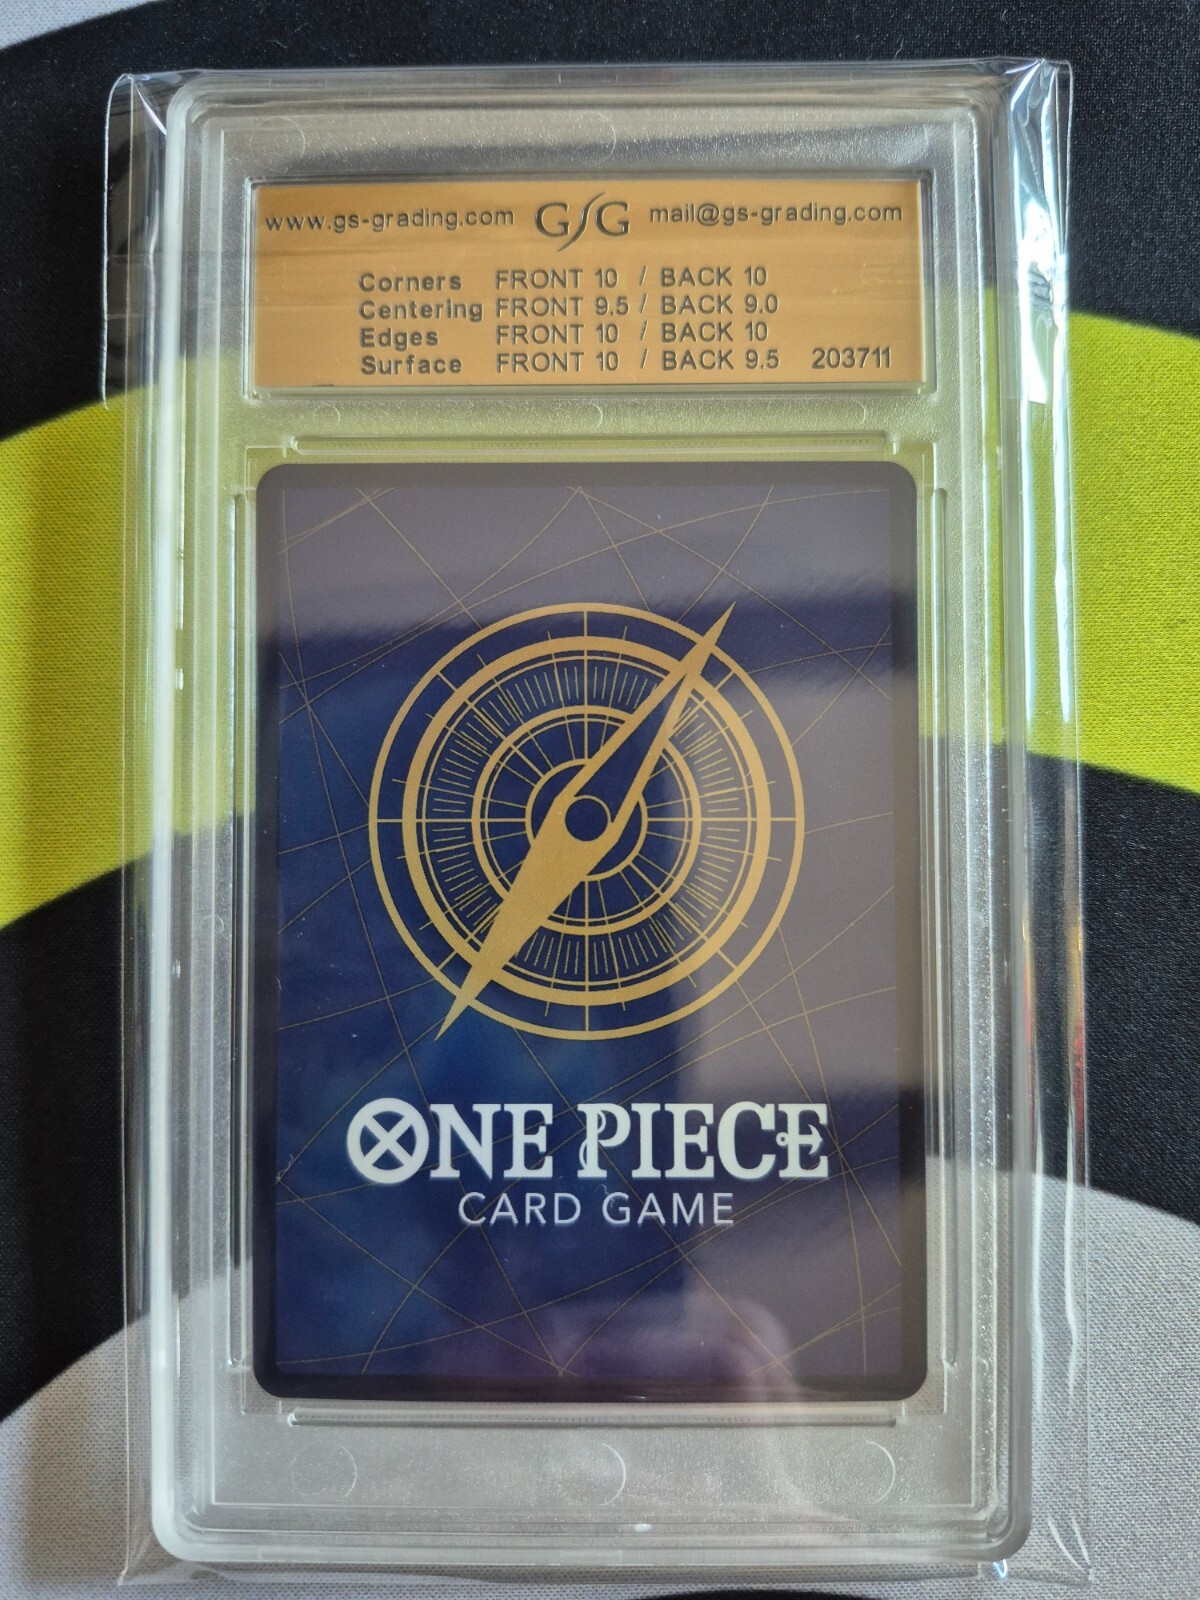 www.gs-grading.com GSG mail@gs-grading.com
Corners FRONT 10 / BACK 10
Centering FRONT 9.5 / BACK 9.0
Edges FRONT 10 / BACK 10
Surface FRONT 10 / BACK 9.5 203711
ONE PIECE
CARD GAME